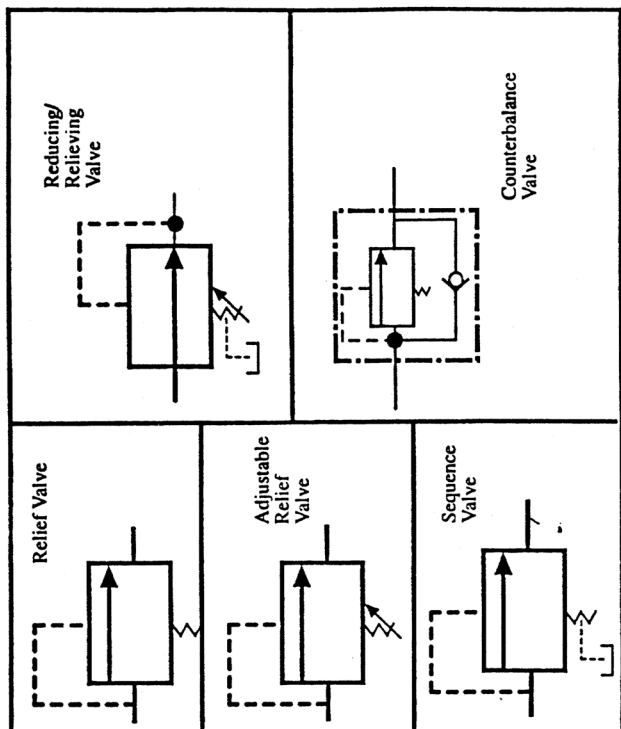 Relief Valve
Adjustable
Relief
Valve
Sequence
Valve
Reducing/
Relieving
Valve
Counterbalance
Valve